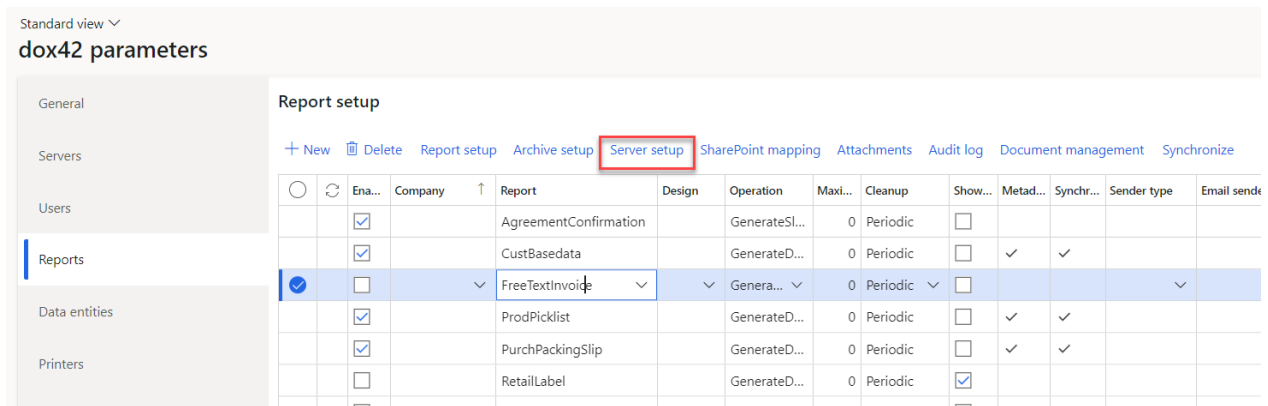 Standard view
dox42 parameters
General
Servers
Users
Reports
Data entities
Printers
Report setup
New Delete Report setup Archive setup Server setup SharePoint mapping Attachments Audit log Document management Synchronize
Ena... Company Report Design Operation Maxi... Cleanup Show... Metad... Synchr... Sender type Email sende
AgreementConfirmation GenerateSl... 0 Periodic
CustBasedata GenerateD... 0 Periodic
FreeTextInvoice Genera... 0 Periodic
ProdPicklist GenerateD... 0 Periodic
PurchPackingSlip GenerateD... 0 Periodic
RetailLabel GenerateD... 0 Periodic